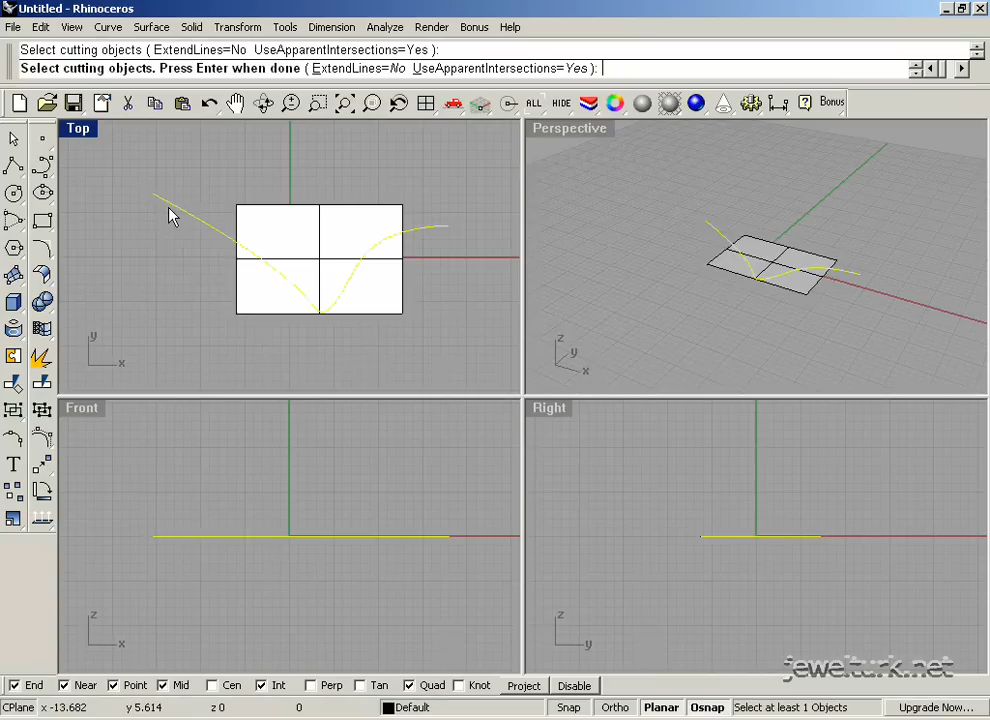 Untitled - Rhinoceros
File Edit View Curve Surface Solid Transform Tools Dimension Analyze Render Bonus Help
Select cutting objects ( ExtendLines=No UseApparentIntersections=Yes ):
Select cutting objects. Press Enter when done ( ExtendLines=No UseApparentIntersections=Yes ):
ALL HIDE Bonus
Top Perspective
y
x
z
y
x
Front Right
z
x
z
y
jewelturk.net
End Near Point Mid Cen Int Perp Tan Quad Knot Project Disable
CPlane x -13.682 y 5.614 z 0 0 Default Snap Ortho Planar Osnap Select at least 1 Objects Upgrade Now...